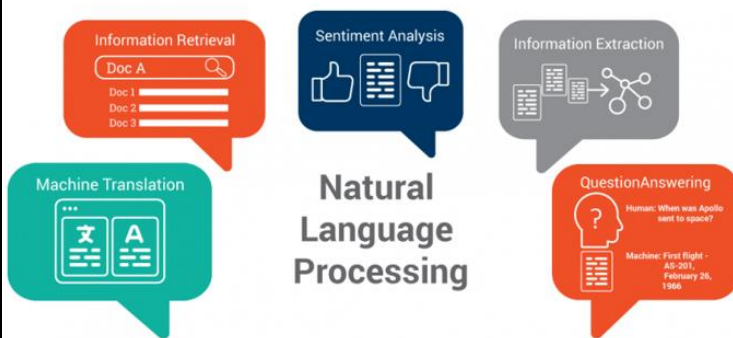 Information Retrieval
Doc A
Doc 1
Doc 2
Doc 3
Sentiment Analysis
Information Extraction
Machine Translation
文 A
Natural
Language
Processing
QuestionAnswering
?
Human: When was Apollo
sent to space?
Machine: First flight -
AS-201,
February 26,
1966